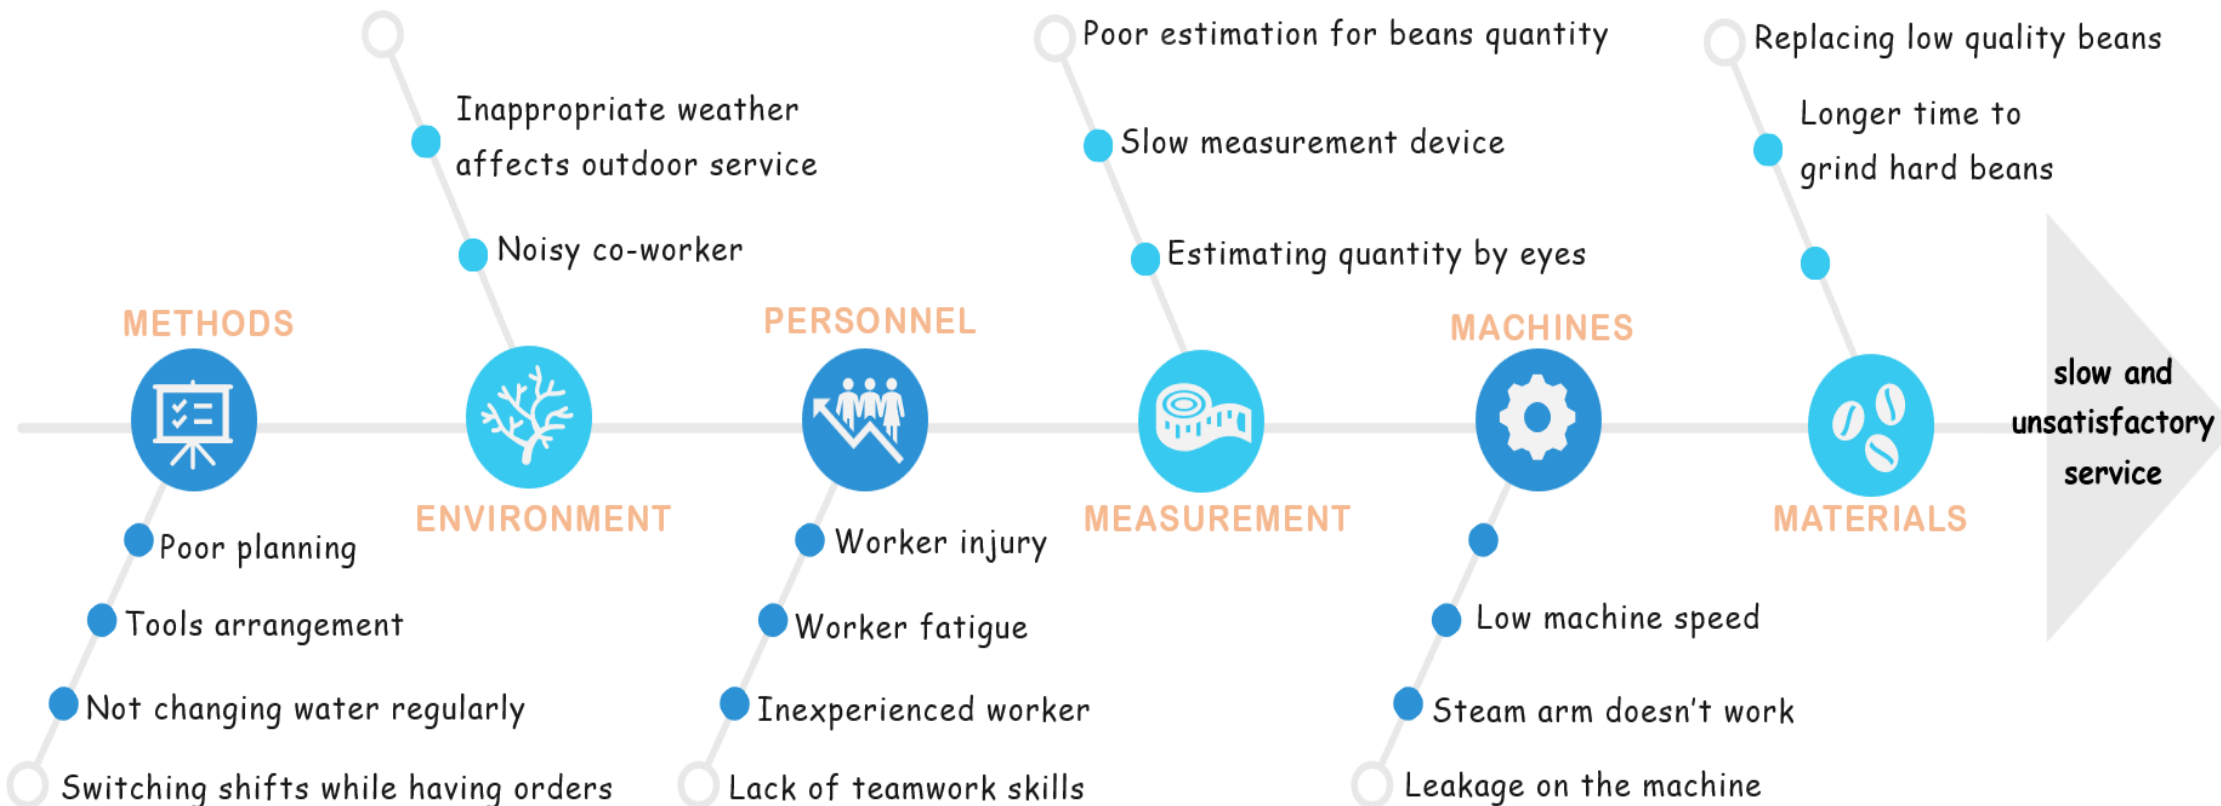 Poor estimation for beans quantity
Replacing low quality beans
Inappropriate weather
affects outdoor service
Slow measurement device
Longer time to
grind hard beans
Noisy co-worker
Estimating quantity by eyes
METHODS
PERSONNEL
MACHINES
slow and
unsatisfactory
service
ENVIRONMENT
MEASUREMENT
MATERIALS
Poor planning
Worker injury
Tools arrangement
Worker fatigue
Low machine speed
Not changing water regularly
Inexperienced worker
Steam arm doesn't work
Switching shifts while having orders
Lack of teamwork skills
Leakage on the machine